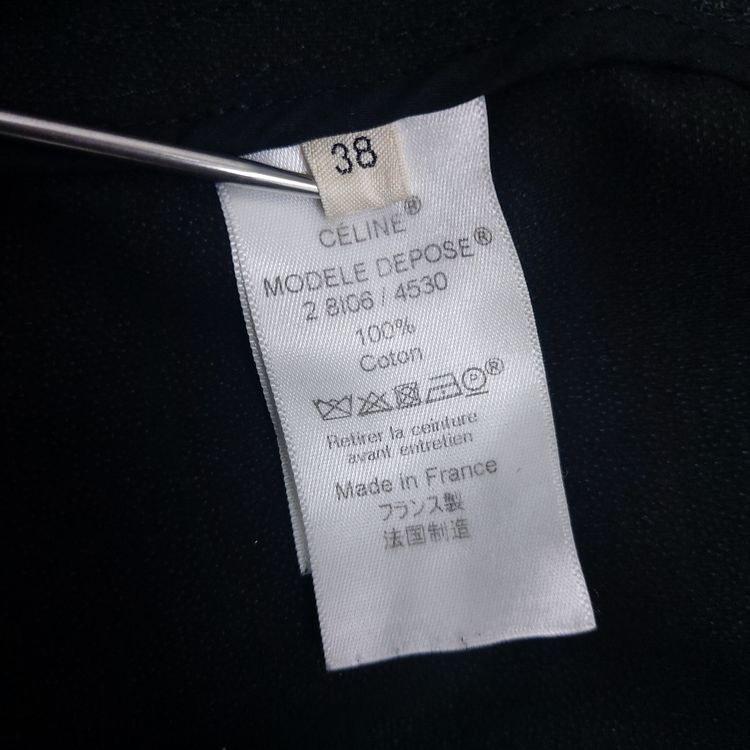 38
CÉLINE®
MODELE DEPOSE®
2 8I06 / 4530
100%
Coton
P®
Retirer la ceinture
avant entretien
Made in France
フランス製
法国制造